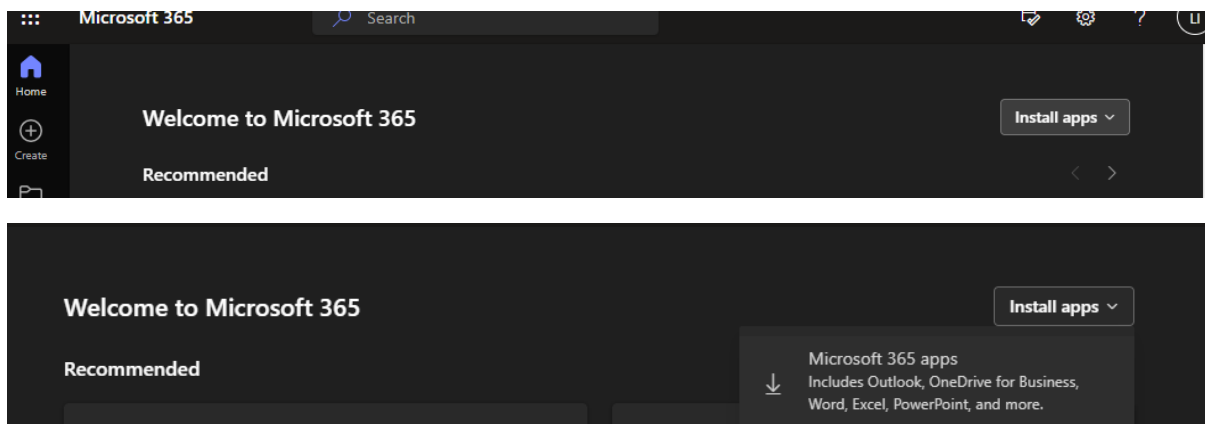 Microsoft 365 Search ? LI
Home
Welcome to Microsoft 365 Install apps
Create
Recommended
Welcome to Microsoft 365 Install apps
Recommended
Microsoft 365 apps
Includes Outlook, OneDrive for Business,
Word, Excel, PowerPoint, and more.